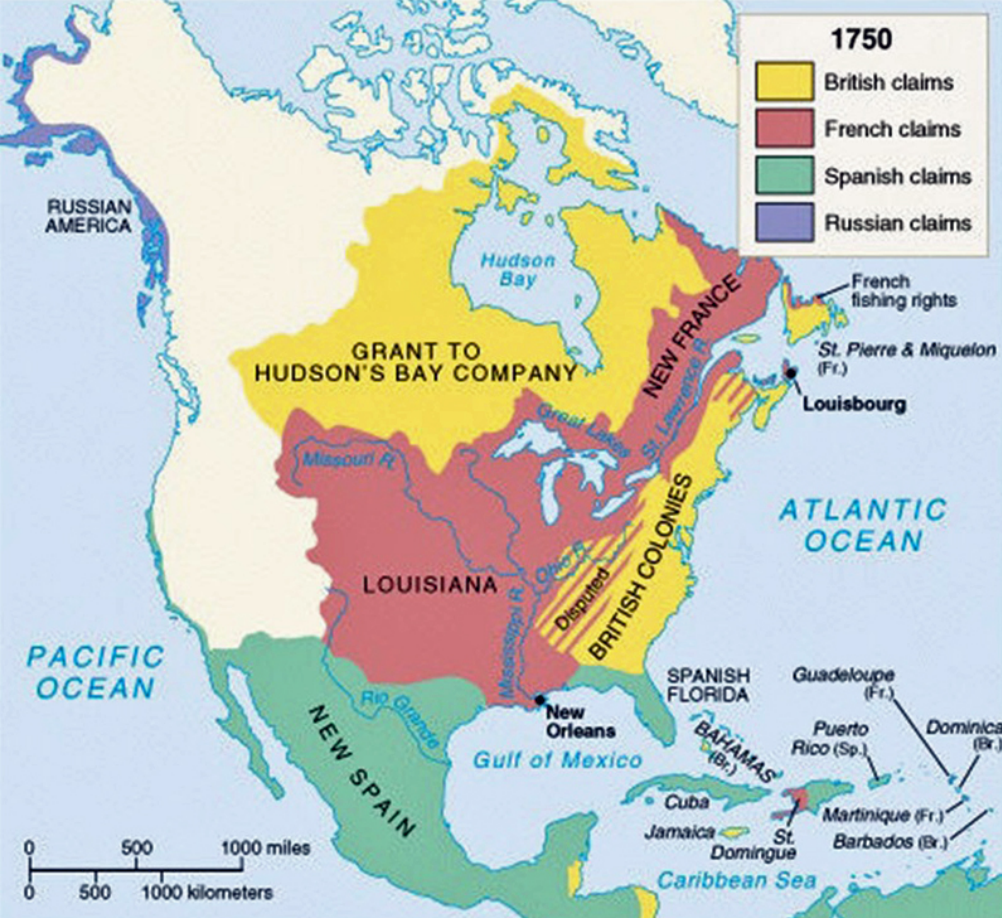 1750
British claims
French claims
Spanish claims
Russian claims
RUSSIAN
AMERICA
Hudson
Bay
French
fishing rights
GRANT TO
HUDSON'S BAY COMPANY
NEW FRANCE
St. Lawrence R.
St. Pierre & Miquelon
(Fr.)
Louisbourg
Great Lakes
Missouri R.
ATLANTIC
OCEAN
LOUISIANA
Ohio R.
Disputed
BRITISH COLONIES
Mississippi R.
PACIFIC
OCEAN
SPANISH
FLORIDA
Guadeloupe
(Fr.)
Rio Grande
New
Orleans
NEW SPAIN
Gulf of Mexico
BAHAMAS
(Br.)
Puerto
Rico (Sp.)
Dominica
(Br.)
Cuba
Martinique (Fr.)
Jamaica
St.
Domingue
Barbados (Br.)
Caribbean Sea
0 500 1000 miles
0 500 1000 kilometers